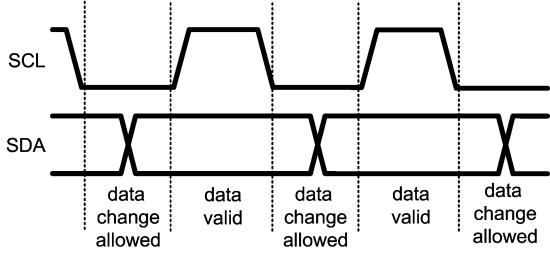 SCL
SDA
data
change
allowed
data
valid
data
change
allowed
data
valid
data
change
allowed